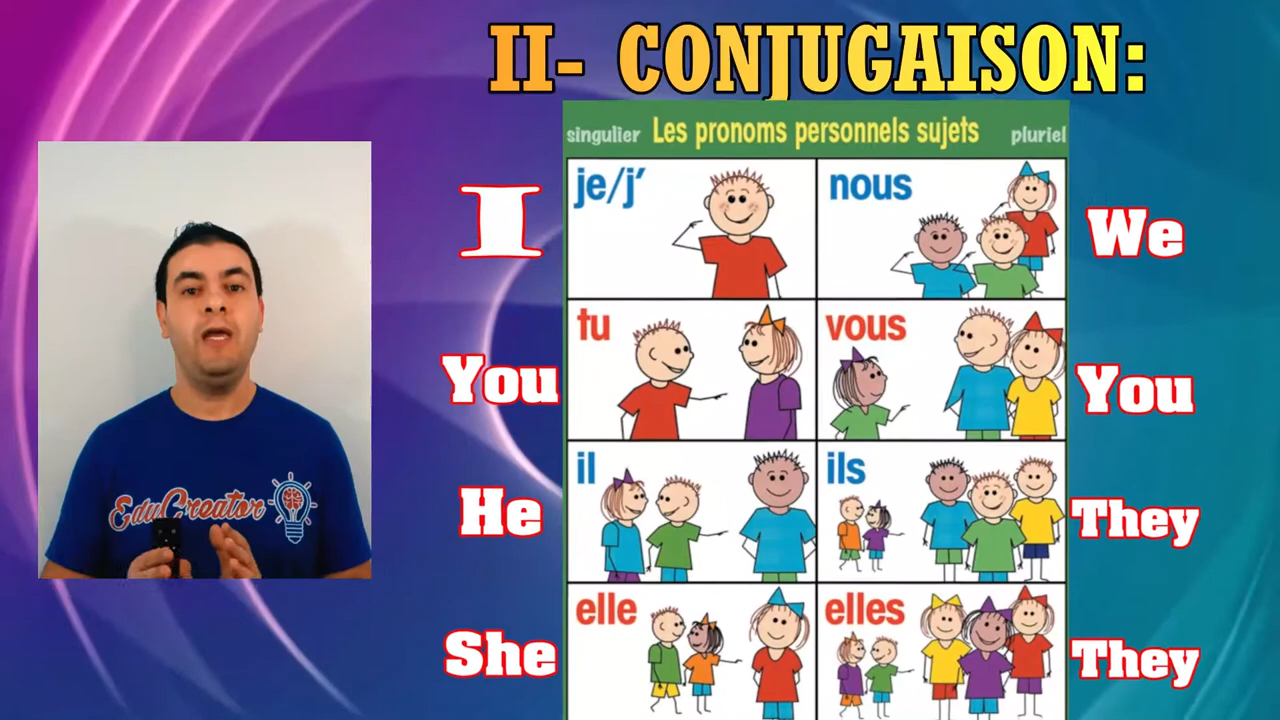 II- CONJUGAISON:
singulier Les pronoms personnels sujets pluriel
I je/j' nous We
You tu vous You
He il ils They
She elle elles They
EduCreator